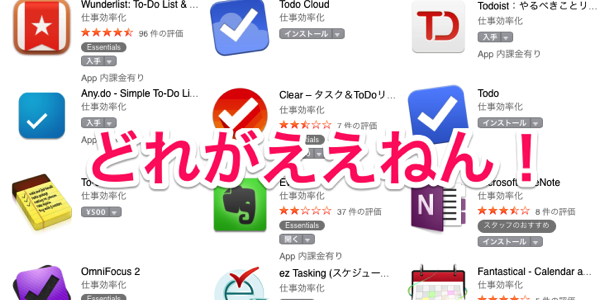 Wunderlist: To-Do List & ...
仕事効率化
96 件の評価
Essentials
入手
App 内課金有り
Todo Cloud
仕事効率化
インストール
Todoist：やるべきことリ...
仕事効率化
入手
App 内課金有り
Any.do - Simple To-Do Li...
仕事効率化
入手
App
Clear – タスク＆ToDoリ...
仕事効率化
7 件の評価
Todo
仕事効率化
インストール
どれがええねん！
仕事効率化
¥500
仕事効率化
37 件の評価
Essentials
開く
App 内課金有り
N
仕事効率化
8 件の評価
スタッフのおすすめ
インストール
OmniFocus 2
仕事効率化
Essentials
ez Tasking (スケジュー...
仕事効率化
Fantastical - Calendar a...
仕事効率化